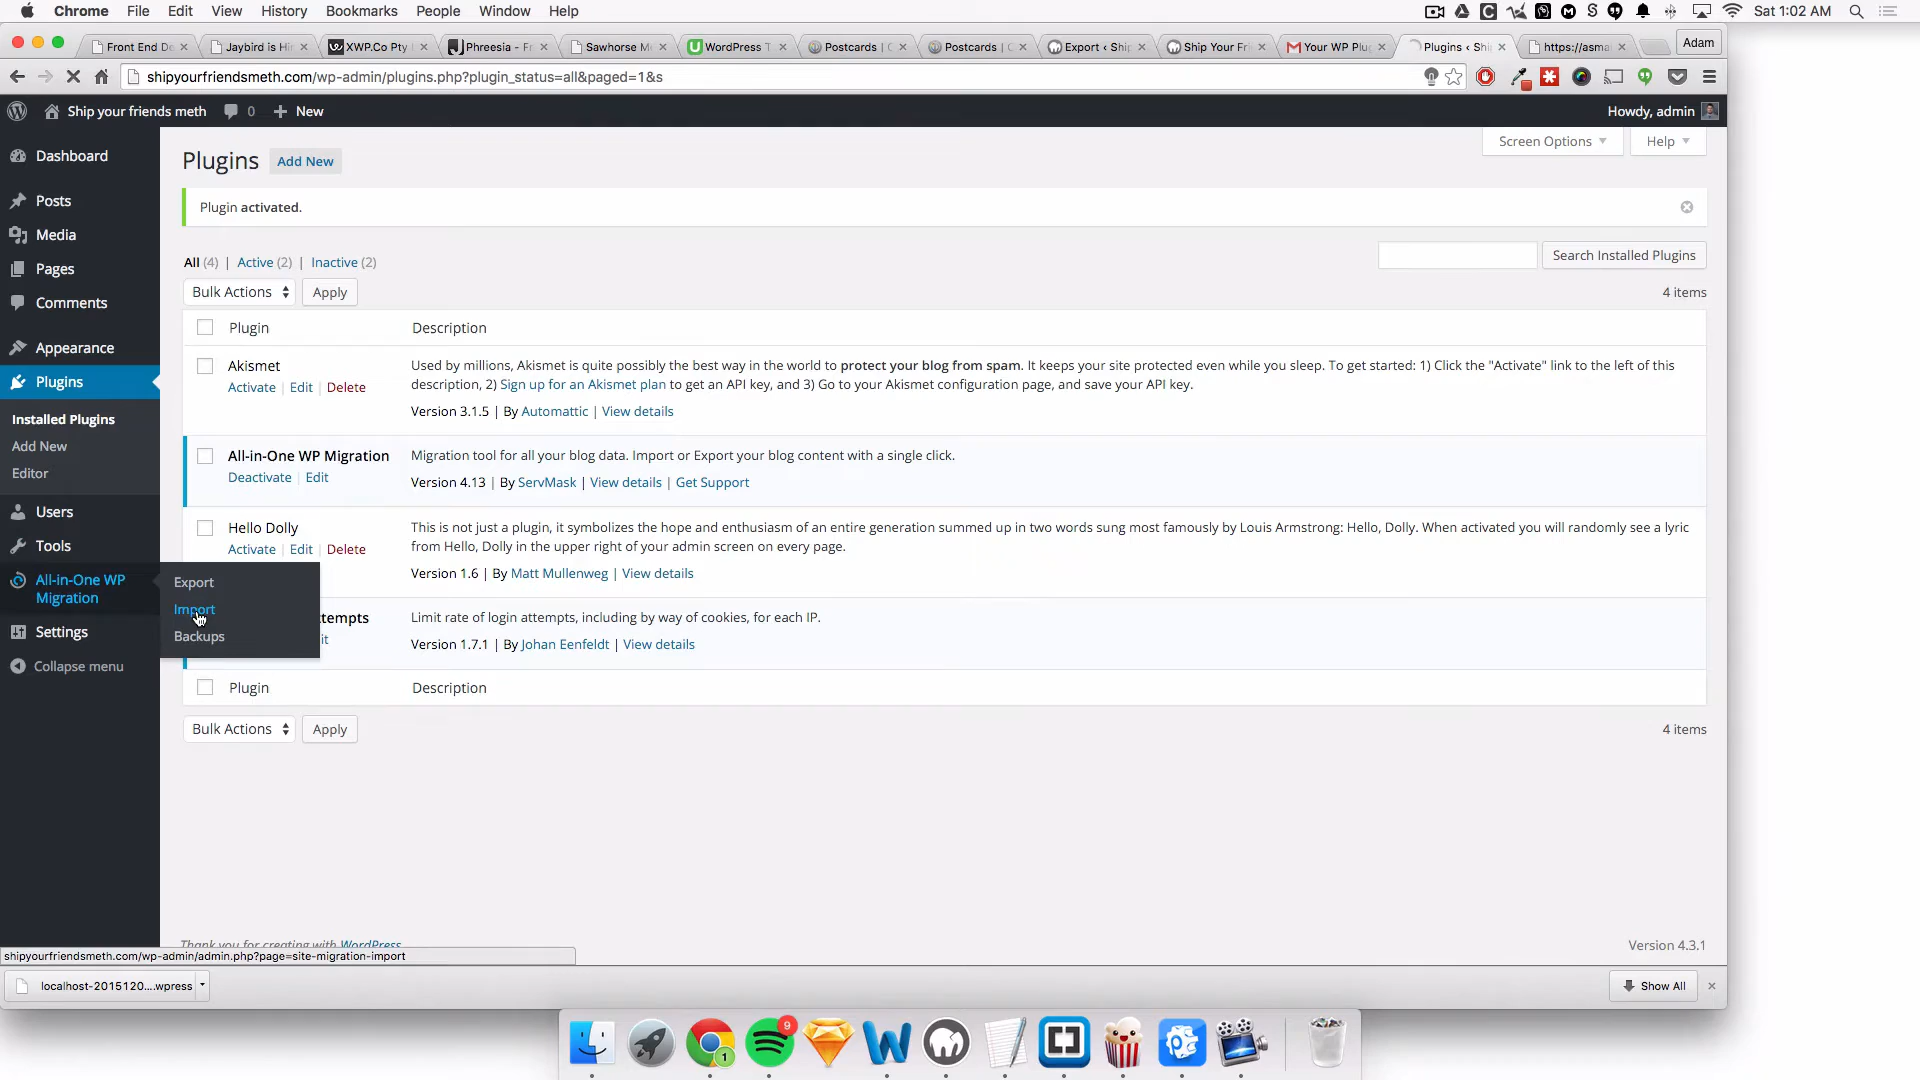 Chrome File Edit View History Bookmarks People Window Help Sat 1:02 AM
Front End De Jaybird is Hi XWP.Co Pty Phreesia - F Sawhorse M WordPress T Postcards | C Postcards | C Export ‹ Ship Ship Your Fri Your WP Plu Plugins ‹ Shi https://asma Adam
shipyourfriendsmeth.com/wp-admin/plugins.php?plugin_status=all&paged=1&s
Ship your friends meth 0 + New Howdy, admin
Dashboard
Posts
Media
Pages
Comments
Appearance
Plugins
Installed Plugins
Add New
Editor
Users
Tools
All-in-One WP
Migration
Settings
Collapse menu
Export
Import
Backups
Screen Options Help
Plugins Add New
Plugin activated.
All (4) | Active (2) | Inactive (2)
Search Installed Plugins
Bulk Actions Apply 4 items
Plugin Description
Akismet
Activate | Edit | Delete
Used by millions, Akismet is quite possibly the best way in the world to protect your blog from spam. It keeps your site protected even while you sleep. To get started: 1) Click the "Activate" link to the left of this
description, 2) Sign up for an Akismet plan to get an API key, and 3) Go to your Akismet configuration page, and save your API key.
Version 3.1.5 | By Automattic | View details
All-in-One WP Migration
Deactivate | Edit
Migration tool for all your blog data. Import or Export your blog content with a single click.
Version 4.13 | By ServMask | View details | Get Support
Hello Dolly
Activate | Edit | Delete
This is not just a plugin, it symbolizes the hope and enthusiasm of an entire generation summed up in two words sung most famously by Louis Armstrong: Hello, Dolly. When activated you will randomly see a lyric
from Hello, Dolly in the upper right of your admin screen on every page.
Version 1.6 | By Matt Mullenweg | View details
ttempts
it
Limit rate of login attempts, including by way of cookies, for each IP.
Version 1.7.1 | By Johan Eenfeldt | View details
Plugin Description
Bulk Actions Apply 4 items
Thank you for creating with WordPress Version 4.3.1
shipyourfriendsmeth.com/wp-admin/admin.php?page=site-migration-import
localhost-2015120....wpress Show All
9
1